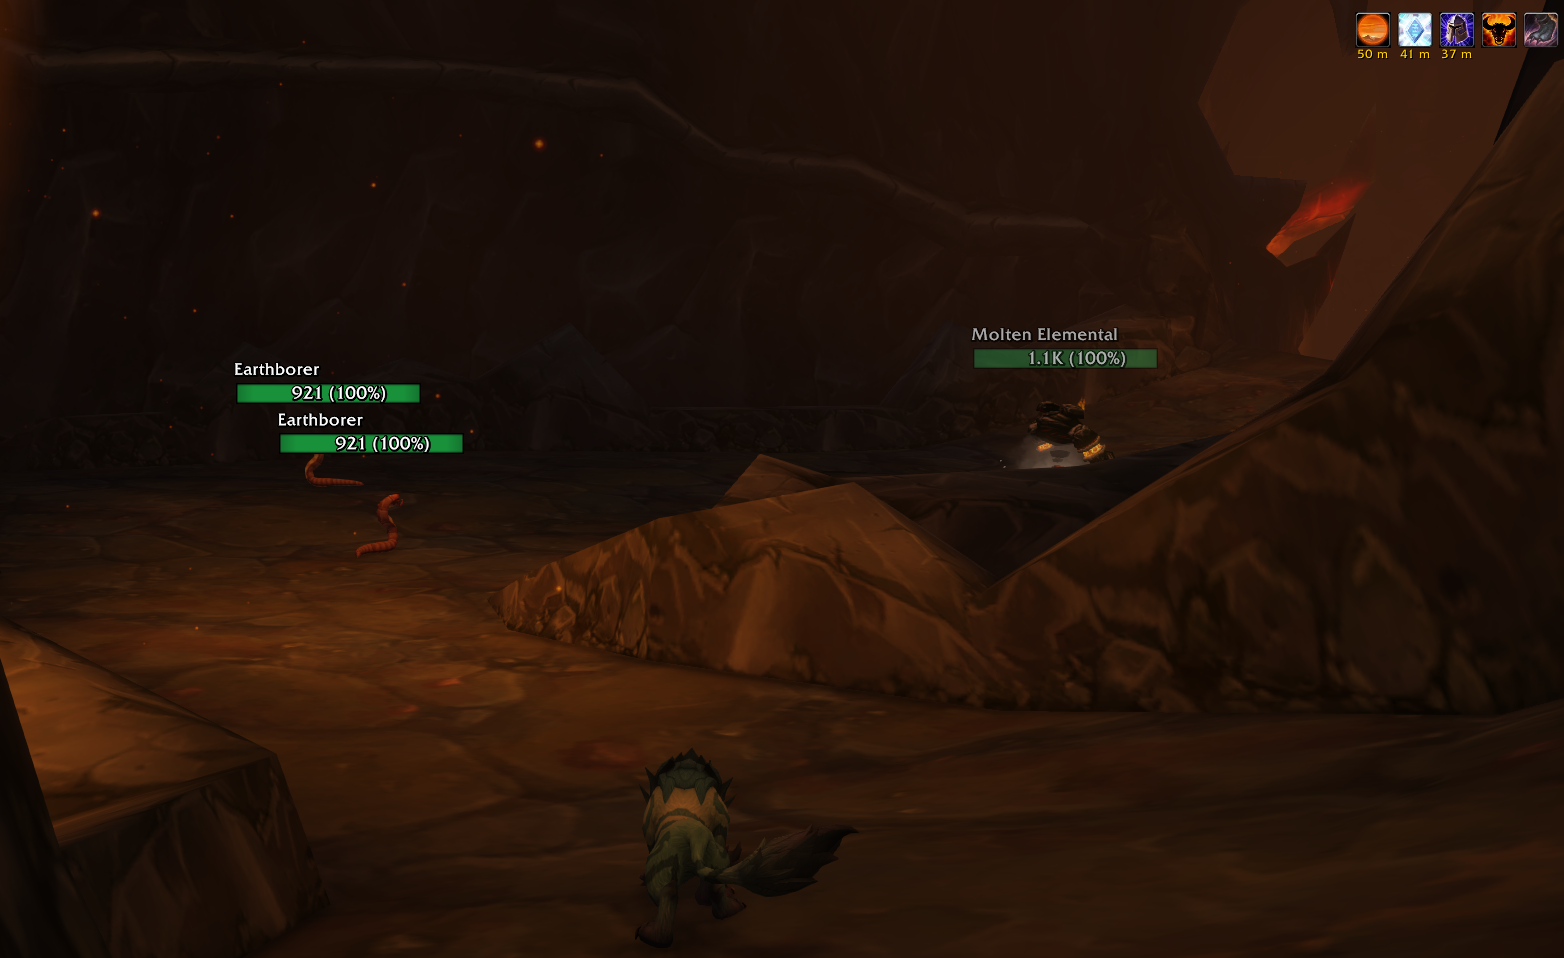 50 m 41 m 37 m
Molten Elemental
1.1K (100%)
Earthborer
921 (100%)
Earthborer
921 (100%)